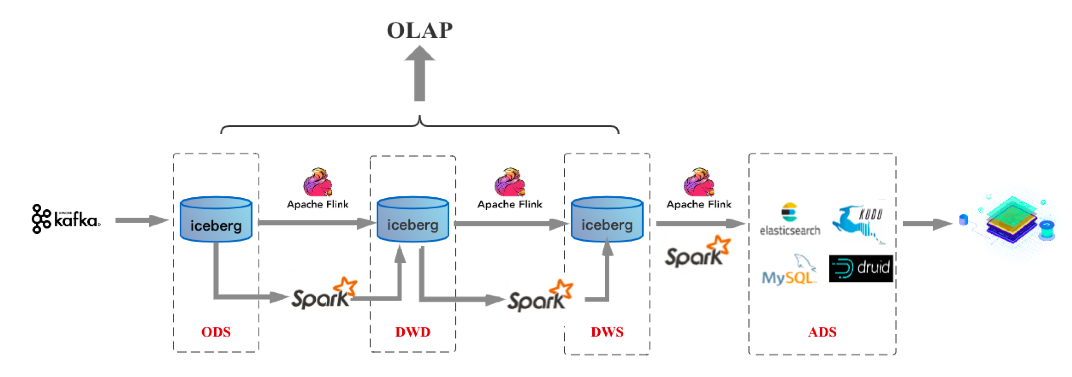 OLAP
Apache Flink
Apache Flink
Apache Flink
kafka
iceberg
iceberg
iceberg
elasticsearch
KUDU
Spark
Spark
Spark
MySQL
druid
ODS
DWD
DWS
ADS